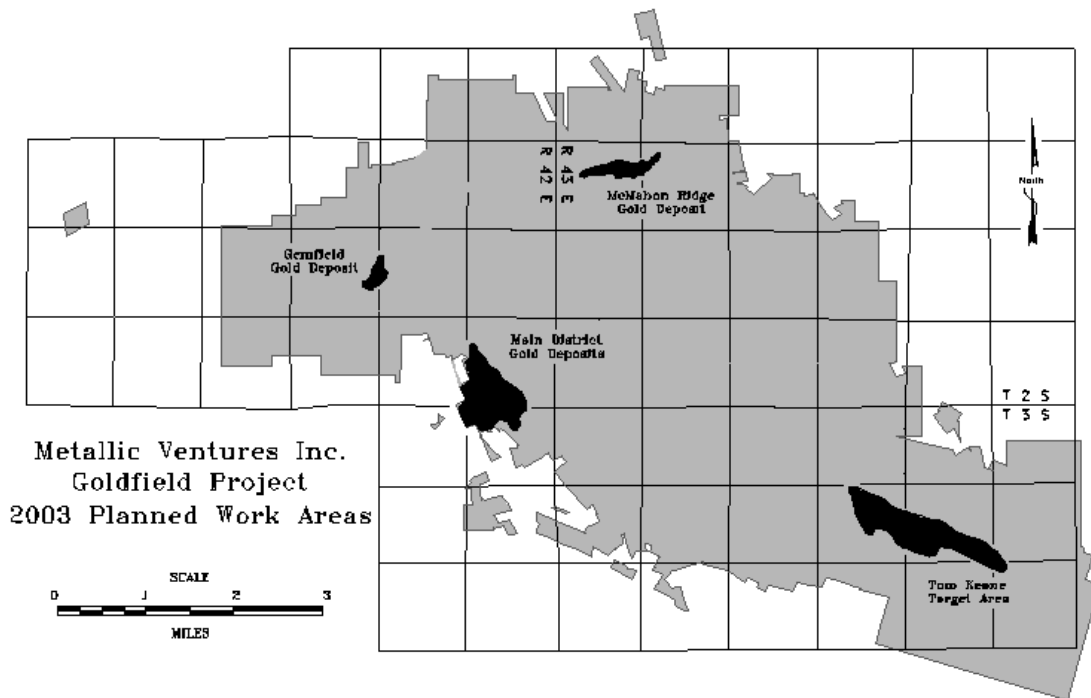 R 42 E
R 43 E
McMahon Ridge
Gold Deposit
North
Gemfield
Gold Deposit
Main District
Gold Deposits
T 2 S
T 3 S
Metallic Ventures Inc.
Goldfield Project
2003 Planned Work Areas
Tom Keane
Target Area
SCALE
0 1 2 3
MILES